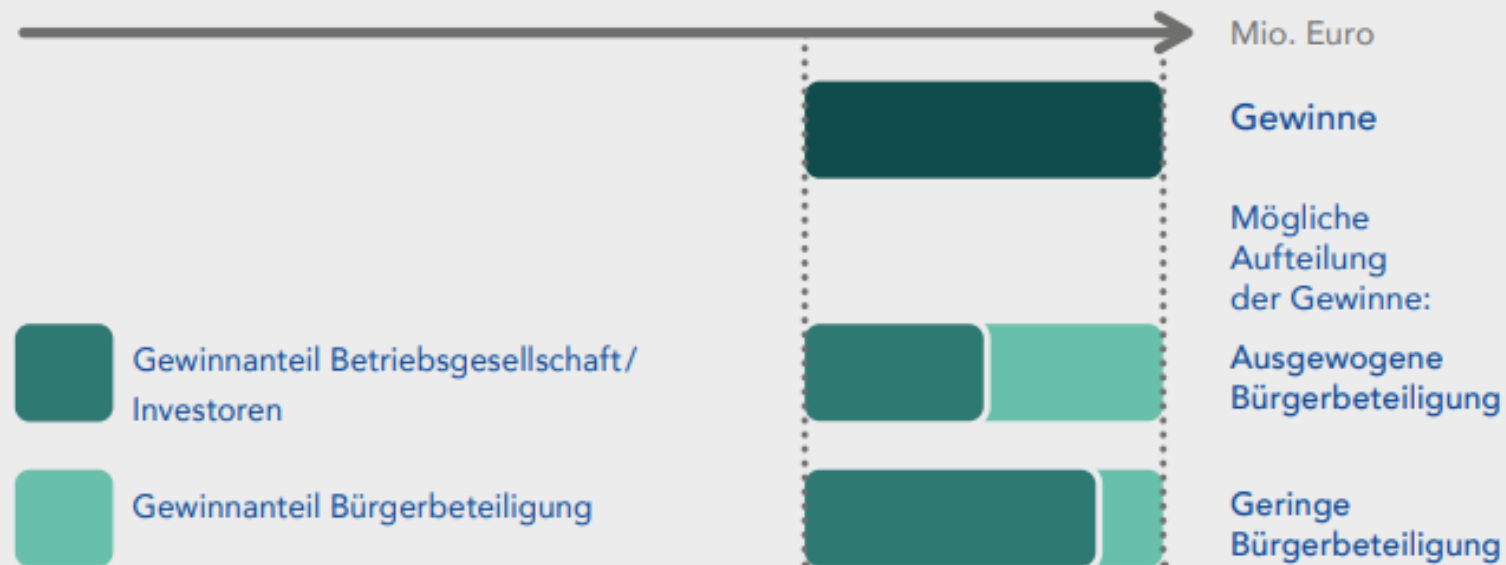 Mio. Euro
Gewinne
Mögliche
Aufteilung
der Gewinne:
Gewinnanteil Betriebsgesellschaft/
Investoren
Ausgewogene
Bürgerbeteiligung
Gewinnanteil Bürgerbeteiligung
Geringe
Bürgerbeteiligung